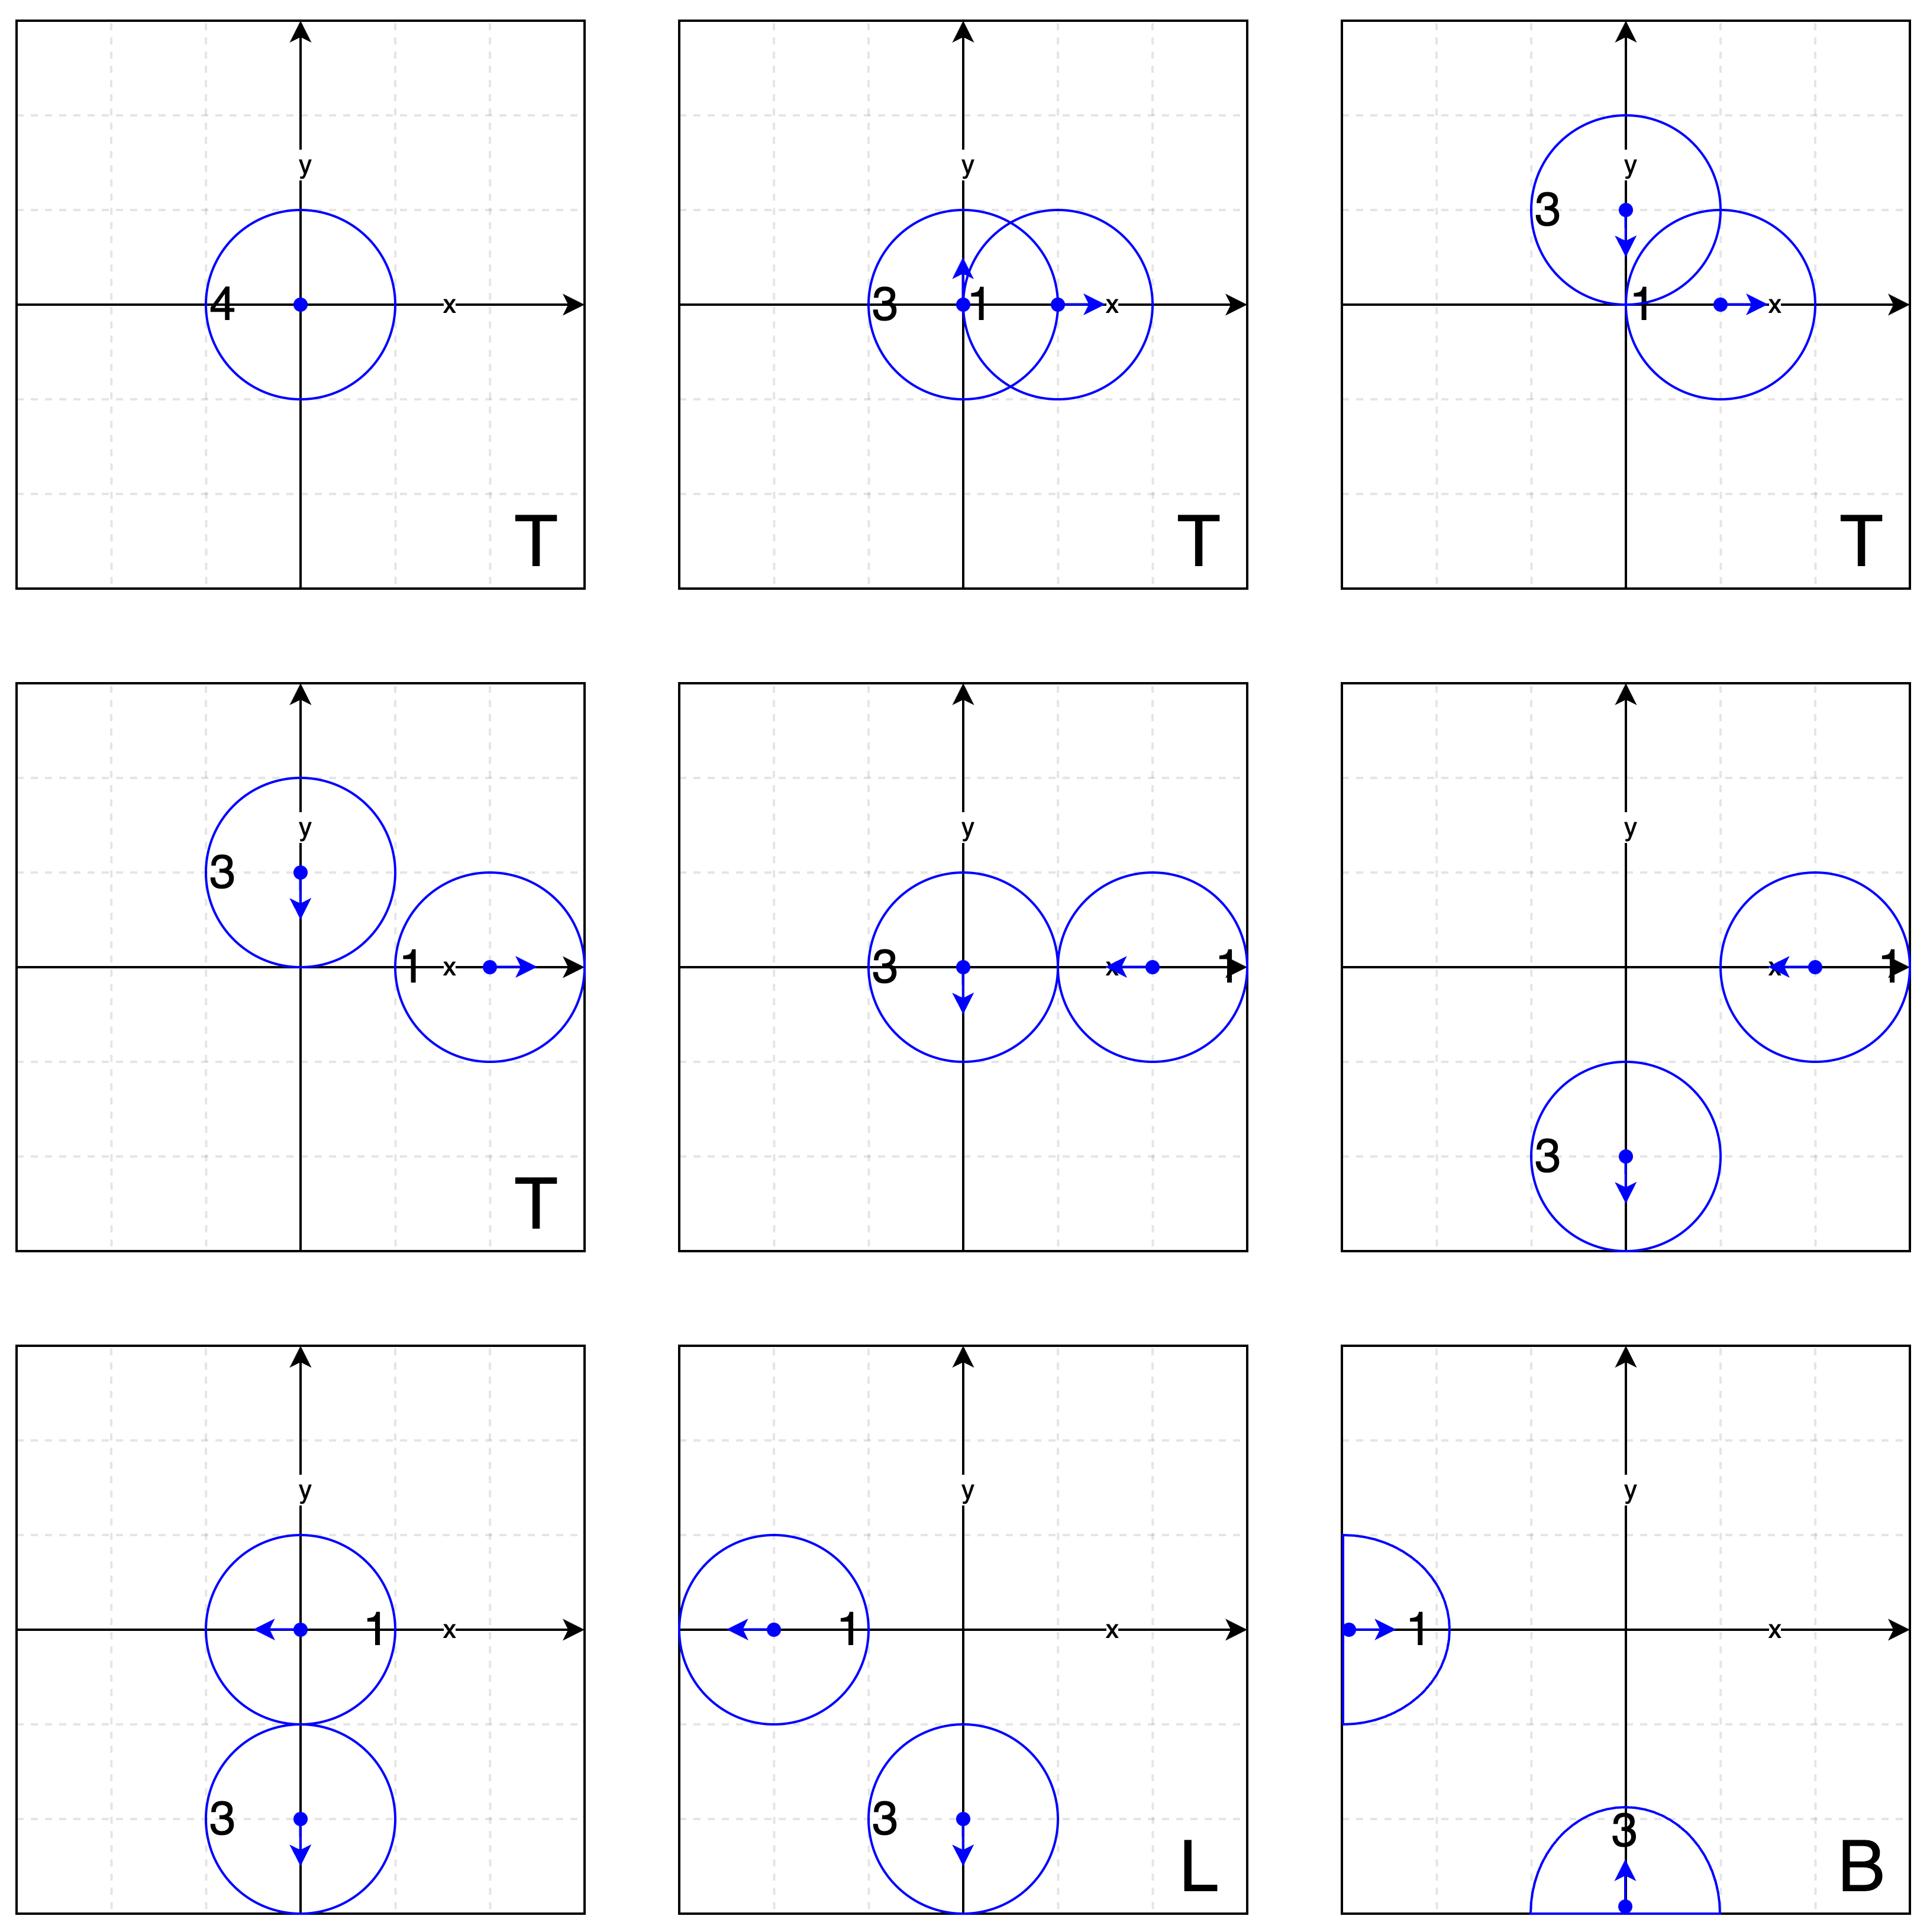 y y y
3
4 x 3 1 x 1 x
T T T
y y y
3
1 x 3 x 1 x 1
3
T
y y y
1 x 1 x 1 x
3 3 3
L B